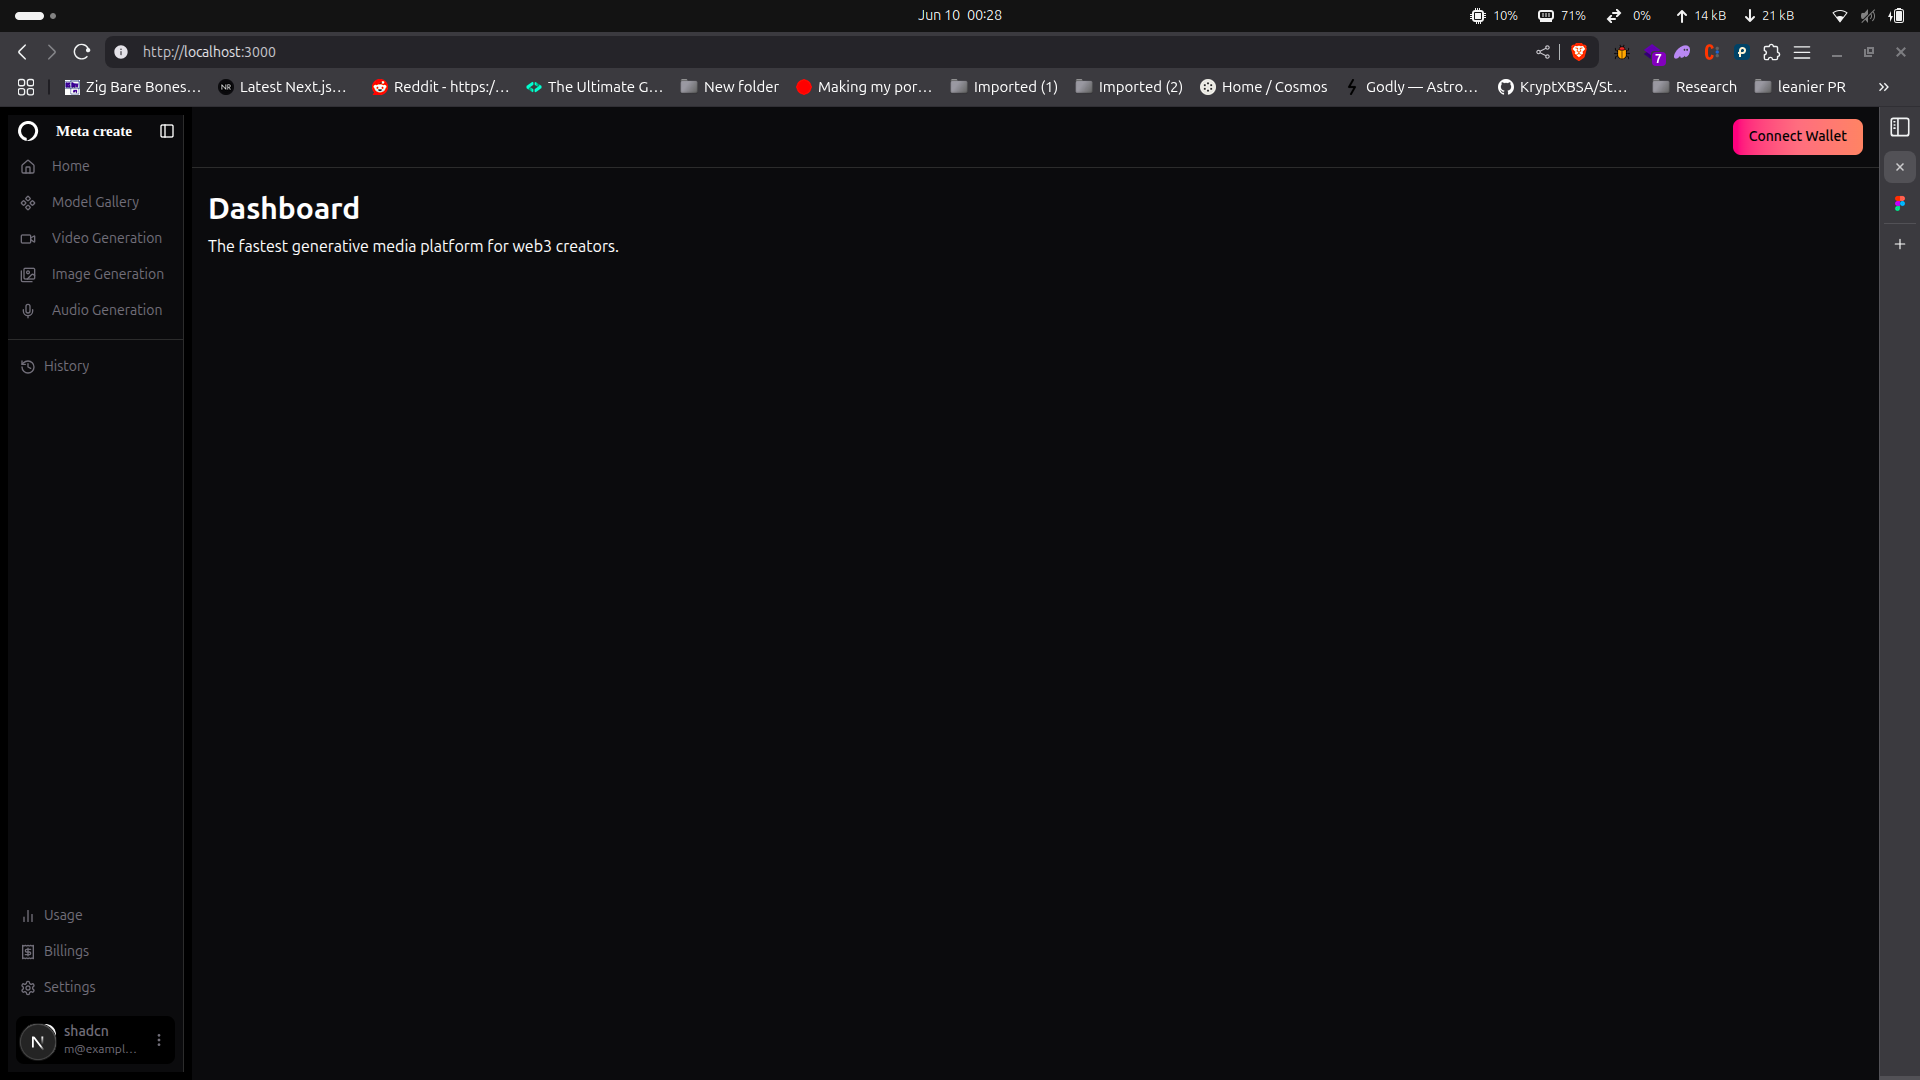 Jun 10 00:28
10% 71% 0% 14 kB 21 kB
http://localhost:3000
7
Zig Bare Bones… Latest Next.js… Reddit - https:/… The Ultimate G… New folder Making my por… Imported (1) Imported (2) Home / Cosmos Godly — Astro… KryptXBSA/St… Research leanier PR
NR
Meta create
Connect Wallet
Home
Model Gallery
Video Generation
Image Generation
Audio Generation
History
Dashboard
The fastest generative media platform for web3 creators.
Usage
Billings
Settings
N
shadcn
m@exampl…